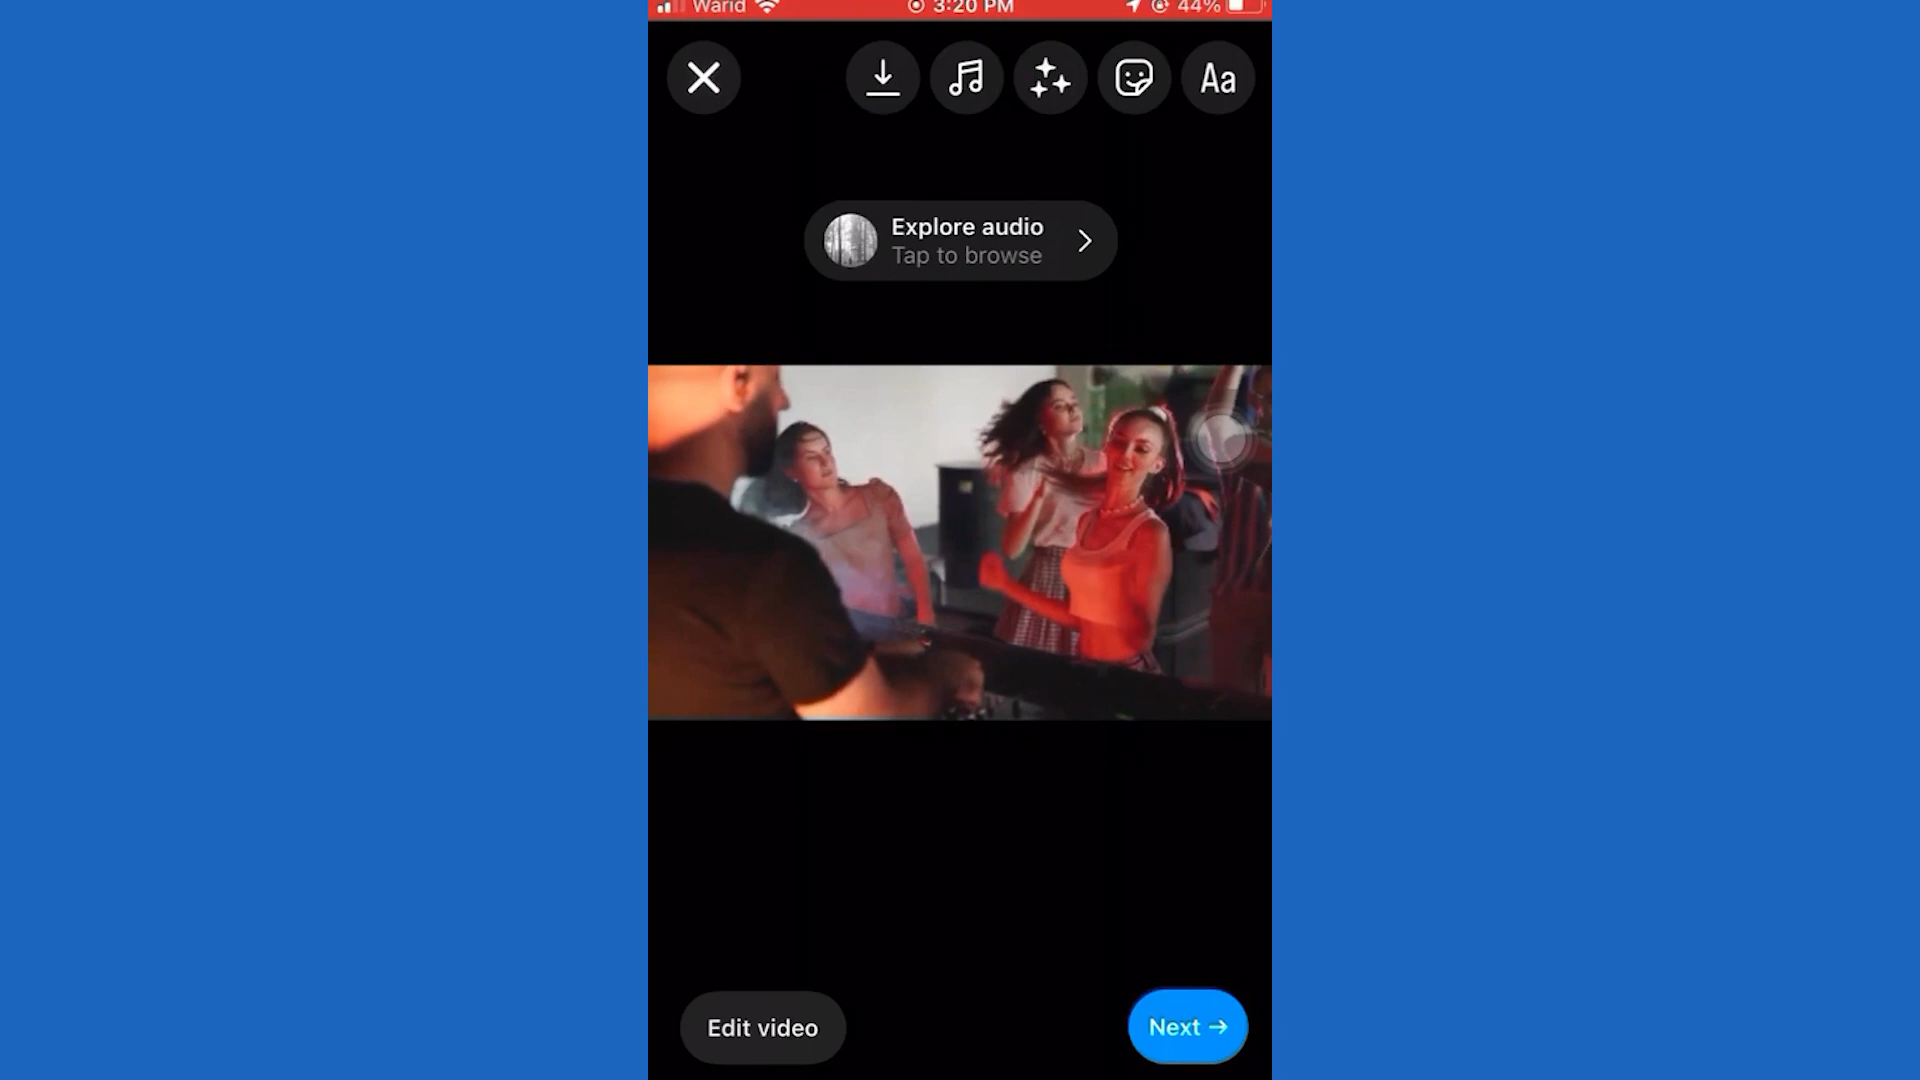 Warid 3:20 PM 44%
Aa
Explore audio
Tap to browse
Edit video
Next →